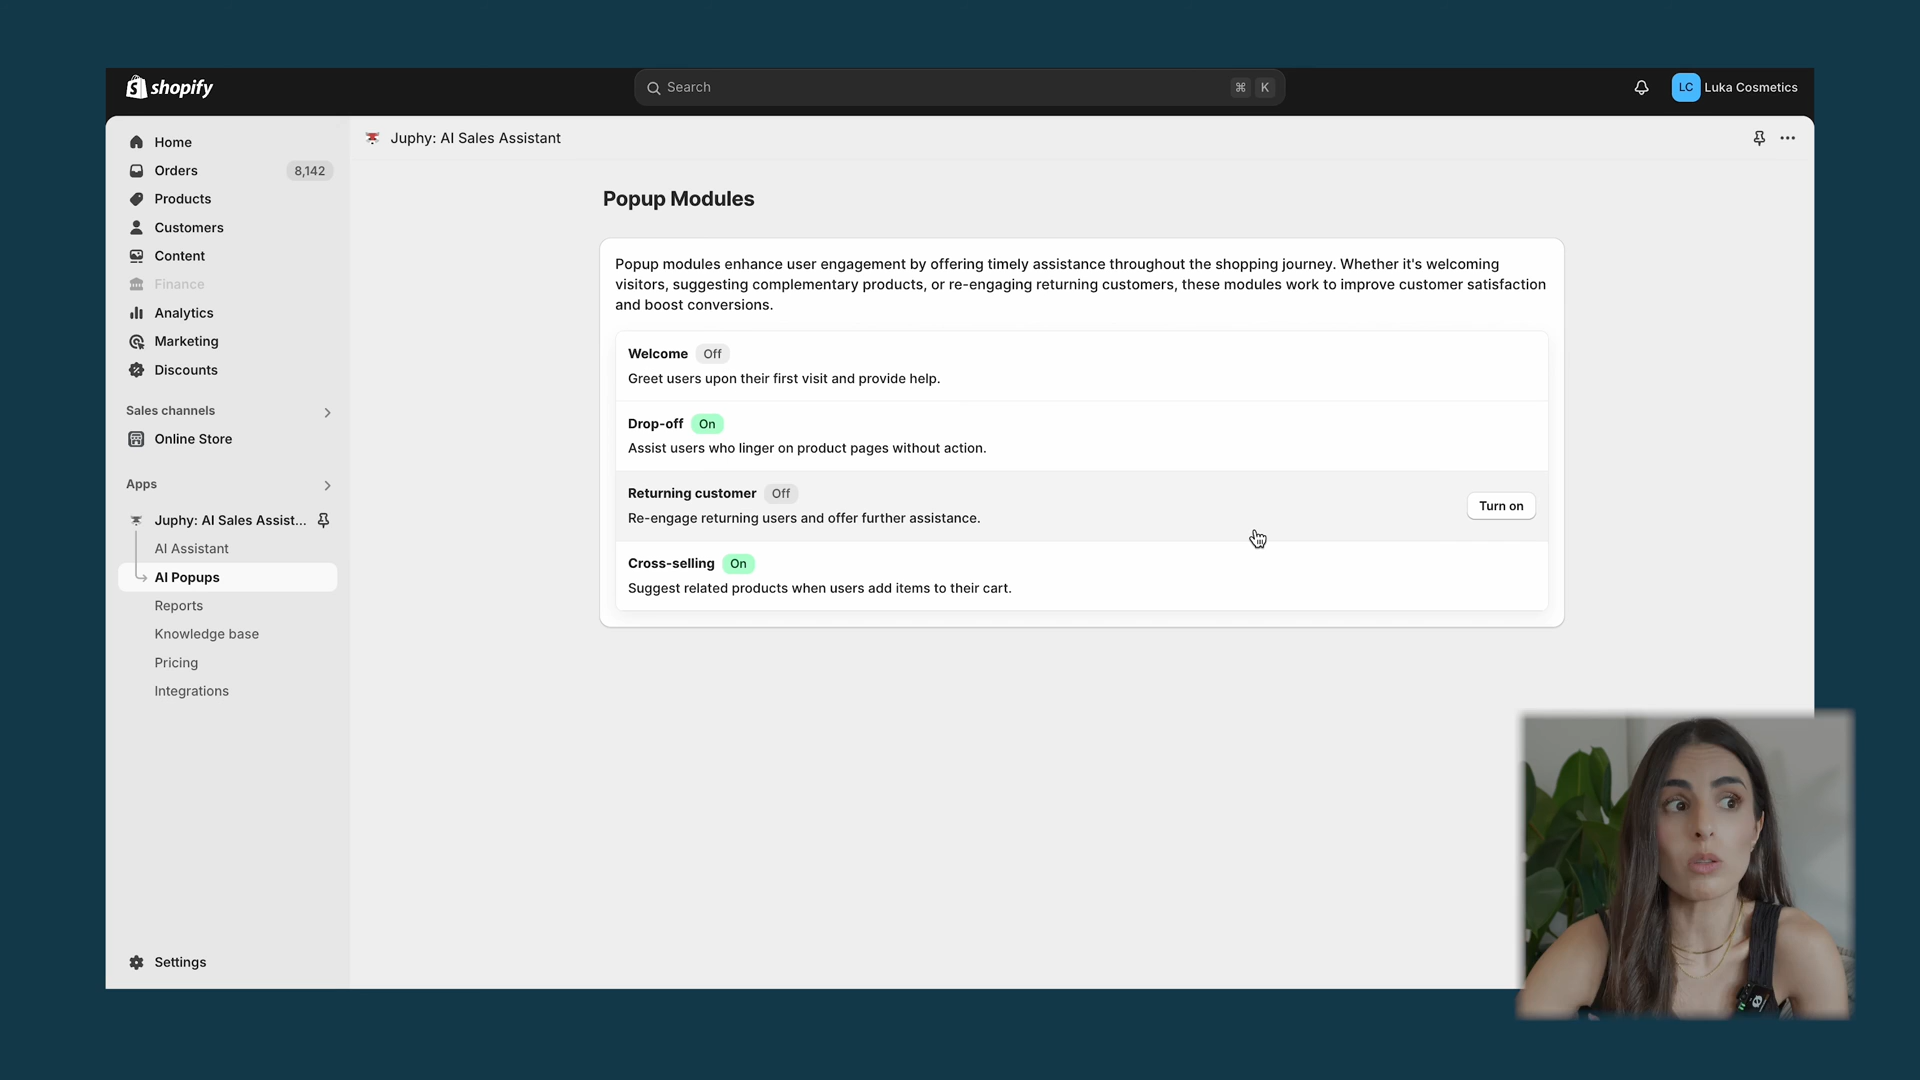 shopify
Search
⌘ K
LC Luka Cosmetics
Home
Orders 8,142
Products
Customers
Content
Finance
Analytics
Marketing
Discounts
Sales channels
Online Store
Apps
Juphy: AI Sales Assist...
AI Assistant
AI Popups
Reports
Knowledge base
Pricing
Integrations
Settings
Juphy: AI Sales Assistant
Popup Modules
Popup modules enhance user engagement by offering timely assistance throughout the shopping journey. Whether it's welcoming
visitors, suggesting complementary products, or re-engaging returning customers, these modules work to improve customer satisfaction
and boost conversions.
Welcome Off
Greet users upon their first visit and provide help.
Drop-off On
Assist users who linger on product pages without action.
Returning customer Off
Re-engage returning users and offer further assistance.
Turn on
Cross-selling On
Suggest related products when users add items to their cart.